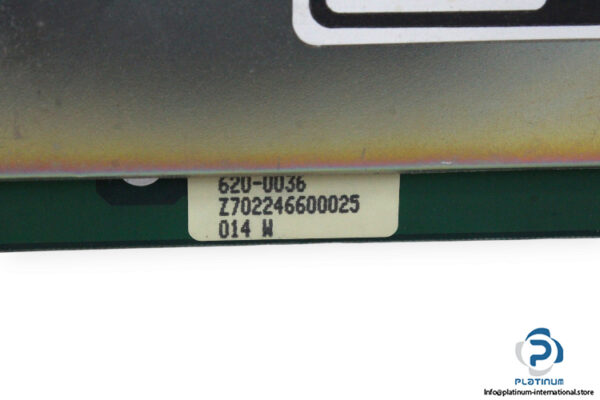 620-0036
Z702246600025
014 W
PLATINUM
Info@platinum-international.store